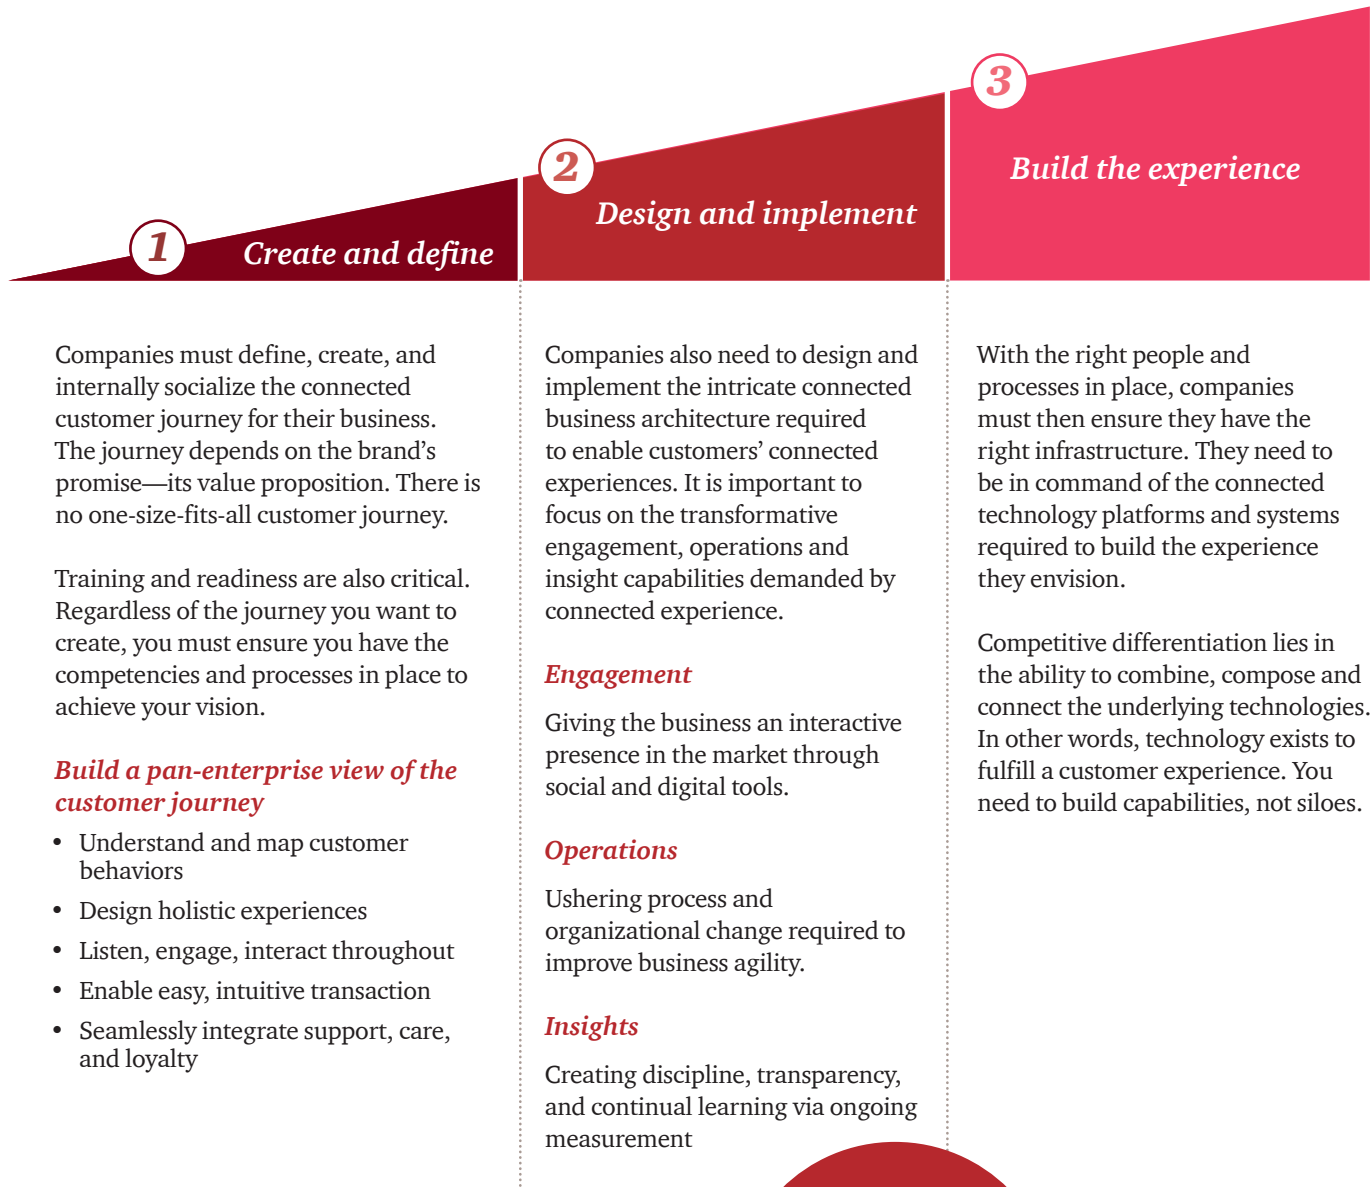 1
Create and define
2
Design and implement
3
Build the experience
Companies must define, create, and
internally socialize the connected
customer journey for their business.
The journey depends on the brand’s
promise—its value proposition. There is
no one-size-fits-all customer journey.
Training and readiness are also critical.
Regardless of the journey you want to
create, you must ensure you have the
competencies and processes in place to
achieve your vision.
Build a pan-enterprise view of the
customer journey
• Understand and map customer
behaviors
• Design holistic experiences
• Listen, engage, interact throughout
• Enable easy, intuitive transaction
• Seamlessly integrate support, care,
and loyalty
Companies also need to design and
implement the intricate connected
business architecture required
to enable customers’ connected
experiences. It is important to
focus on the transformative
engagement, operations and
insight capabilities demanded by
connected experience.
Engagement
Giving the business an interactive
presence in the market through
social and digital tools.
Operations
Ushering process and
organizational change required to
improve business agility.
Insights
Creating discipline, transparency,
and continual learning via ongoing
measurement
With the right people and
processes in place, companies
must then ensure they have the
right infrastructure. They need to
be in command of the connected
technology platforms and systems
required to build the experience
they envision.
Competitive differentiation lies in
the ability to combine, compose and
connect the underlying technologies.
In other words, technology exists to
fulfill a customer experience. You
need to build capabilities, not siloes.